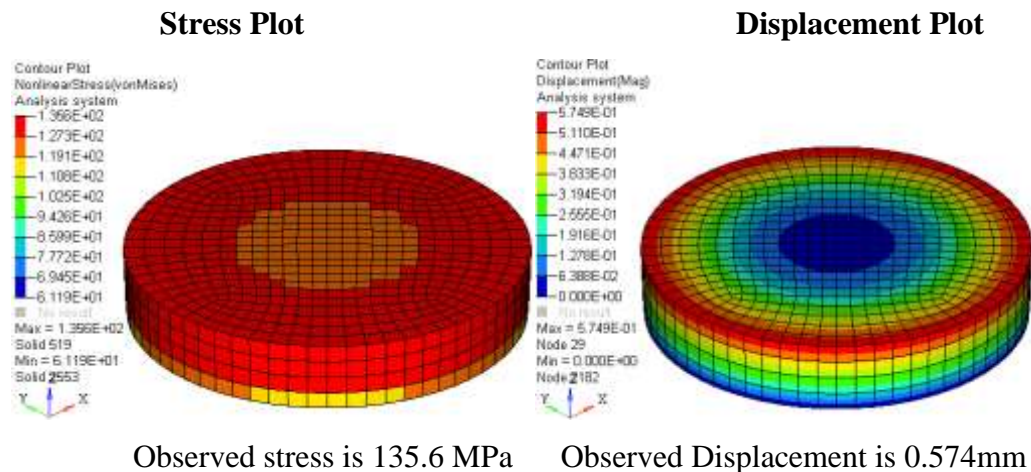 Stress Plot
Displacement Plot
Contour Plot
NonlinearStress(vonMises)
Analysis system
1.356E+02
1.273E+02
1.191E+02
1.108E+02
1.025E+02
9.426E+01
8.599E+01
7.772E+01
6.945E+01
6.119E+01
No result
Max = 1.356E+02
Solid 519
Min = 6.119E+01
Solid 2553
Z
Y
X
Contour Plot
Displacement(Mag)
Analysis system
5.749E-01
5.110E-01
4.471E-01
3.833E-01
3.194E-01
2.555E-01
1.916E-01
1.278E-01
6.388E-02
0.000E+00
No result
Max = 5.749E-01
Node 29
Min = 0.000E+00
Node 2182
Z
Y
X
Observed stress is 135.6 MPa
Observed Displacement is 0.574mm